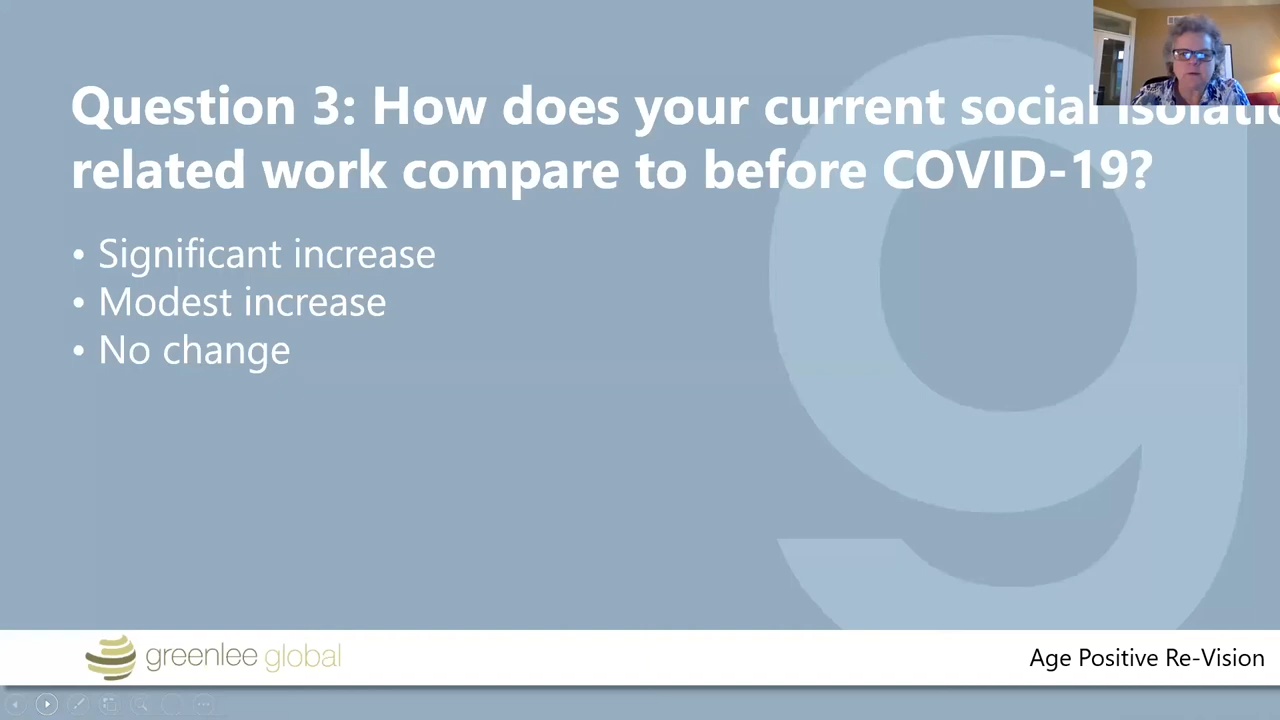 Question 3: How does your current social isolatio
related work compare to before COVID-19?
• Significant increase
• Modest increase
• No change
greenlee global
Age Positive Re-Vision